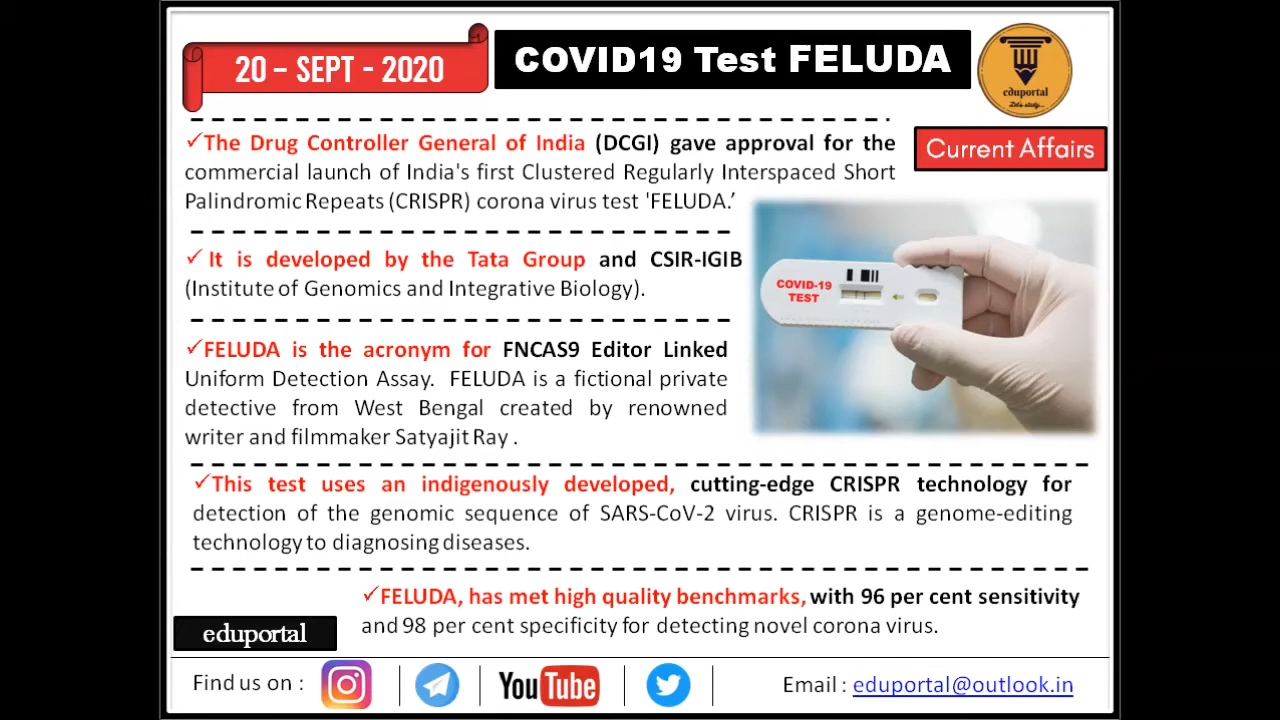 20 – SEPT - 2020
COVID19 Test FELUDA
eduportal
Let's study...
Current Affairs
✓The Drug Controller General of India (DCGI) gave approval for the
commercial launch of India's first Clustered Regularly Interspaced Short
Palindromic Repeats (CRISPR) corona virus test 'FELUDA.’
✓ It is developed by the Tata Group and CSIR-IGIB
(Institute of Genomics and Integrative Biology).
✓FELUDA is the acronym for FNCAS9 Editor Linked
Uniform Detection Assay. FELUDA is a fictional private
detective from West Bengal created by renowned
writer and filmmaker Satyajit Ray .
COVID-19
TEST
✓This test uses an indigenously developed, cutting-edge CRISPR technology for
detection of the genomic sequence of SARS-CoV-2 virus. CRISPR is a genome-editing
technology to diagnosing diseases.
✓FELUDA, has met high quality benchmarks, with 96 per cent sensitivity
and 98 per cent specificity for detecting novel corona virus.
eduportal
Find us on :
YouTube
Email : eduportal@outlook.in